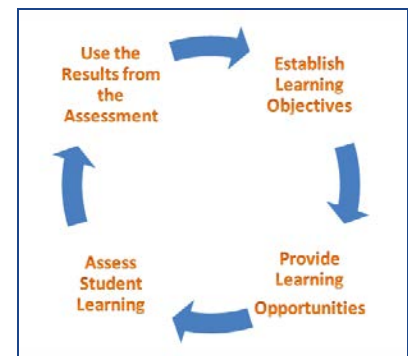 Use the
Results from
the
Assessment
Establish
Learning
Objectives
Provide
Learning
Opportunities
Assess
Student
Learning